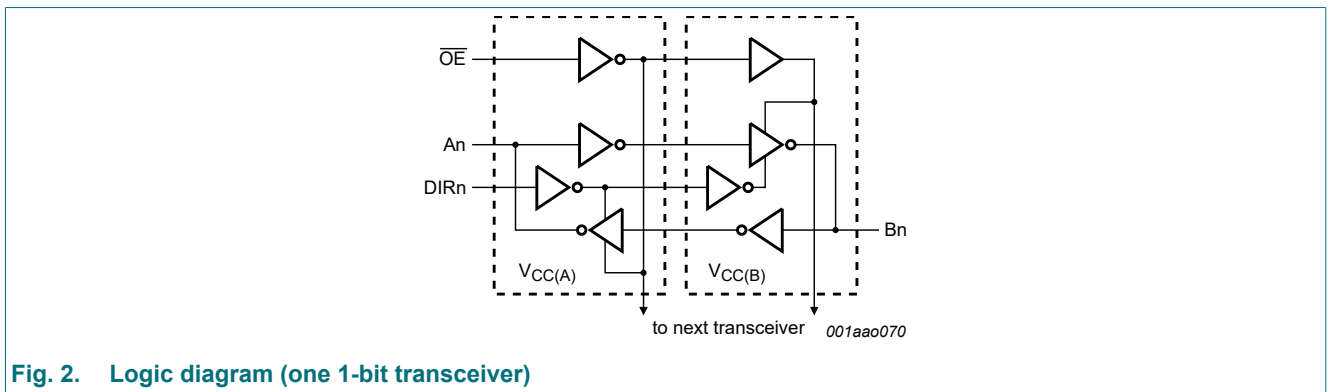 OE
An
DIRn
Bn
VCC(A)
VCC(B)
to next transceiver
001aao070
Fig. 2. Logic diagram (one 1-bit transceiver)